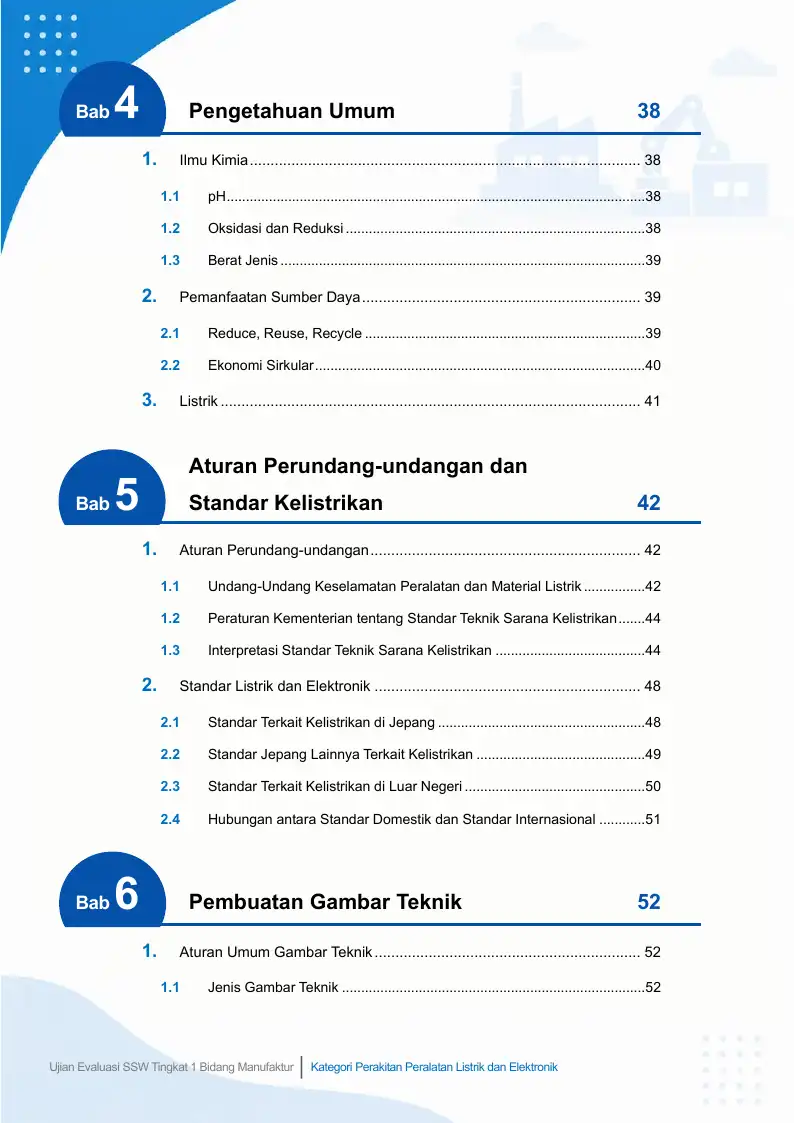 Bab 4 Pengetahuan Umum 38
1. Ilmu Kimia 38
1.1 pH 38
1.2 Oksidasi dan Reduksi 38
1.3 Berat Jenis 39
2. Pemanfaatan Sumber Daya 39
2.1 Reduce, Reuse, Recycle 39
2.2 Ekonomi Sirkular 40
3. Listrik 41
Aturan Perundang-undangan dan
Bab 5 Standar Kelistrikan 42
1. Aturan Perundang-undangan 42
1.1 Undang-Undang Keselamatan Peralatan dan Material Listrik 42
1.2 Peraturan Kementerian tentang Standar Teknik Sarana Kelistrikan 44
1.3 Interpretasi Standar Teknik Sarana Kelistrikan 44
2. Standar Listrik dan Elektronik 48
2.1 Standar Terkait Kelistrikan di Jepang 48
2.2 Standar Jepang Lainnya Terkait Kelistrikan 49
2.3 Standar Terkait Kelistrikan di Luar Negeri 50
2.4 Hubungan antara Standar Domestik dan Standar Internasional 51
Bab 6 Pembuatan Gambar Teknik 52
1. Aturan Umum Gambar Teknik 52
1.1 Jenis Gambar Teknik 52
Ujian Evaluasi SSW Tingkat 1 Bidang Manufaktur | Kategori Perakitan Peralatan Listrik dan Elektronik